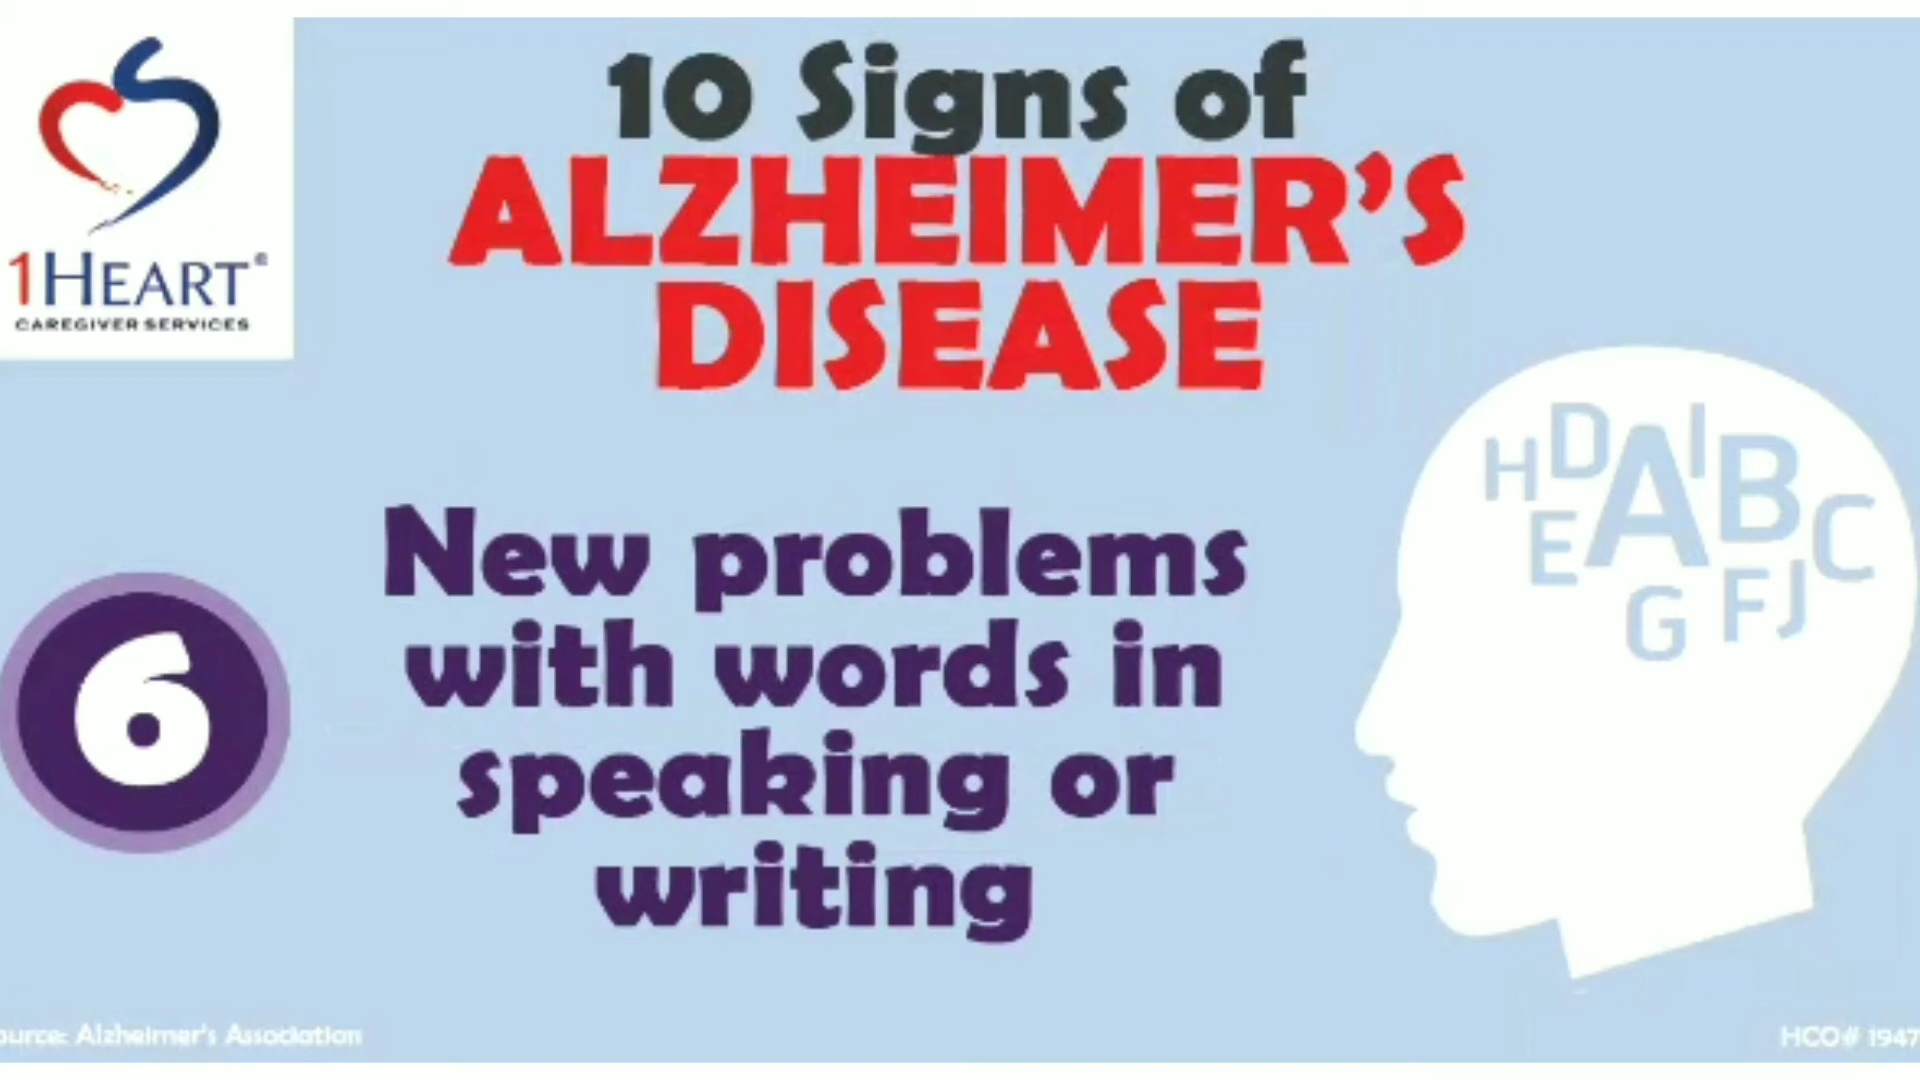 1HEART®
CAREGIVER SERVICES
10 Signs of
ALZHEIMER'S
DISEASE
6
New problems
with words in
speaking or
writing
H D A I B C
E G F J
ource: Alzheimer's Association
HCO# 1947